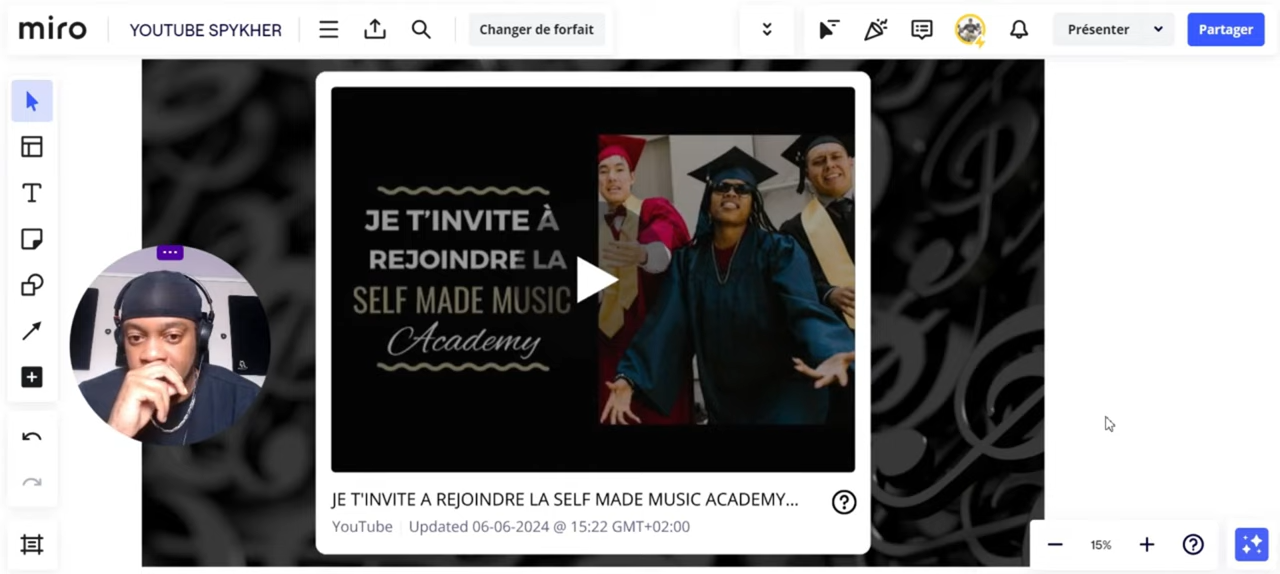 miro
YOUTUBE SPYKHER
Changer de forfait
Présenter
Partager
JE T'INVITE À
REJOINDRE LA
SELF MADE MUSIC
Academy
JE T'INVITE A REJOINDRE LA SELF MADE MUSIC ACADEMY...
YouTube
Updated 06-06-2024 @ 15:22 GMT+02:00
15%